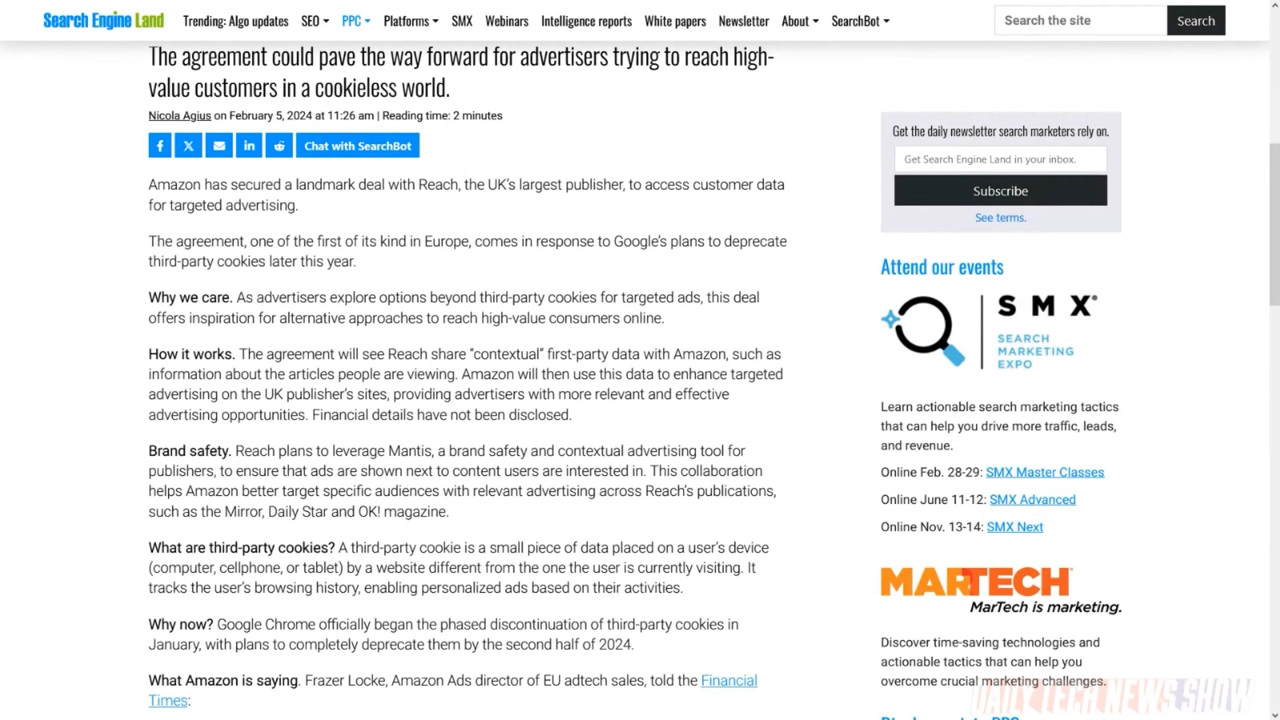 Search Engine Land Trending: Algo updates SEO PPC Platforms SMX Webinars Intelligence reports White papers Newsletter About SearchBot Search the site Search
The agreement could pave the way forward for advertisers trying to reach high-
value customers in a cookieless world.
Nicola Agius on February 5, 2024 at 11:26 am | Reading time: 2 minutes
Chat with SearchBot
Amazon has secured a landmark deal with Reach, the UK's largest publisher, to access customer data
for targeted advertising.
The agreement, one of the first of its kind in Europe, comes in response to Google's plans to deprecate
third-party cookies later this year.
Why we care. As advertisers explore options beyond third-party cookies for targeted ads, this deal
offers inspiration for alternative approaches to reach high-value consumers online.
How it works. The agreement will see Reach share "contextual" first-party data with Amazon, such as
information about the articles people are viewing. Amazon will then use this data to enhance targeted
advertising on the UK publisher's sites, providing advertisers with more relevant and effective
advertising opportunities. Financial details have not been disclosed.
Brand safety. Reach plans to leverage Mantis, a brand safety and contextual advertising tool for
publishers, to ensure that ads are shown next to content users are interested in. This collaboration
helps Amazon better target specific audiences with relevant advertising across Reach's publications,
such as the Mirror, Daily Star and OK! magazine.
What are third-party cookies? A third-party cookie is a small piece of data placed on a user's device
(computer, cellphone, or tablet) by a website different from the one the user is currently visiting. It
tracks the user's browsing history, enabling personalized ads based on their activities.
Why now? Google Chrome officially began the phased discontinuation of third-party cookies in
January, with plans to completely deprecate them by the second half of 2024.
What Amazon is saying. Frazer Locke, Amazon Ads director of EU adtech sales, told the Financial
Times:
Get the daily newsletter search marketers rely on.
Get Search Engine Land in your inbox.
Subscribe
See terms.
Attend our events
SMX®
SEARCH
MARKETING
EXPO
Learn actionable search marketing tactics
that can help you drive more traffic, leads,
and revenue.
Online Feb. 28-29: SMX Master Classes
Online June 11-12: SMX Advanced
Online Nov. 13-14: SMX Next
MARTECH®
MarTech is marketing.
Discover time-saving technologies and
actionable tactics that can help you
overcome crucial marketing challenges.
DAILY TECH NEWS SHOW